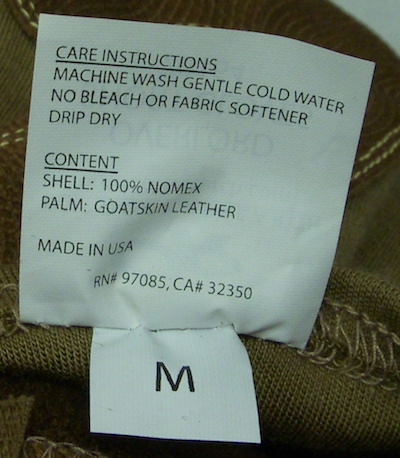 CARE INSTRUCTIONS
MACHINE WASH GENTLE COLD WATER
NO BLEACH OR FABRIC SOFTENER
DRIP DRY
CONTENT
SHELL: 100% NOMEX
PALM: GOATSKIN LEATHER
MADE IN USA
RN# 97085, CA# 32350
M